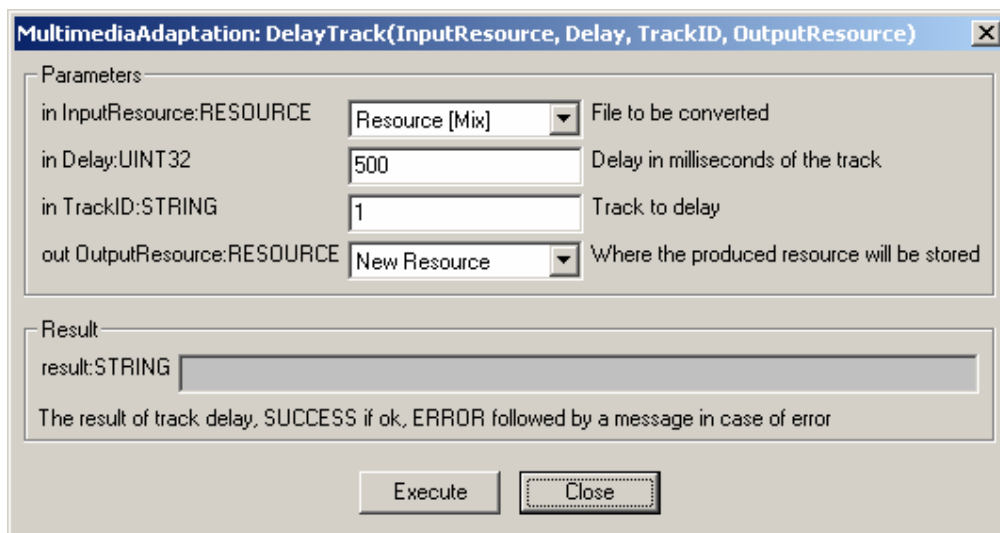 MultimediaAdaptation: DelayTrack(InputResource, Delay, TrackID, OutputResource)
Parameters
in InputResource:RESOURCE Resource [Mix] File to be converted
in Delay:UINT32 500 Delay in milliseconds of the track
in TrackID:STRING 1 Track to delay
out OutputResource:RESOURCE New Resource Where the produced resource will be stored
Result
result:STRING
The result of track delay, SUCCESS if ok, ERROR followed by a message in case of error
Execute Close